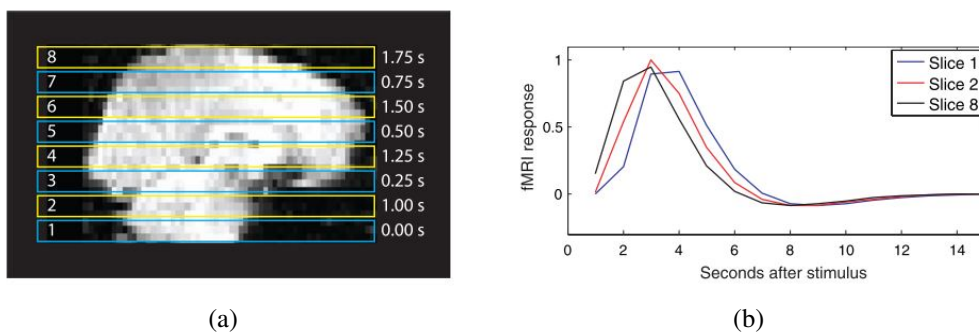 8 1.75 s
7 0.75 s
6 1.50 s
5 0.50 s
4 1.25 s
3 0.25 s
2 1.00 s
1 0.00 s
(a)
1
0.5
0
fMRI response
0 2 4 6 8 10 12 14
Seconds after stimulus
Slice 1
Slice 2
Slice 8
(b)